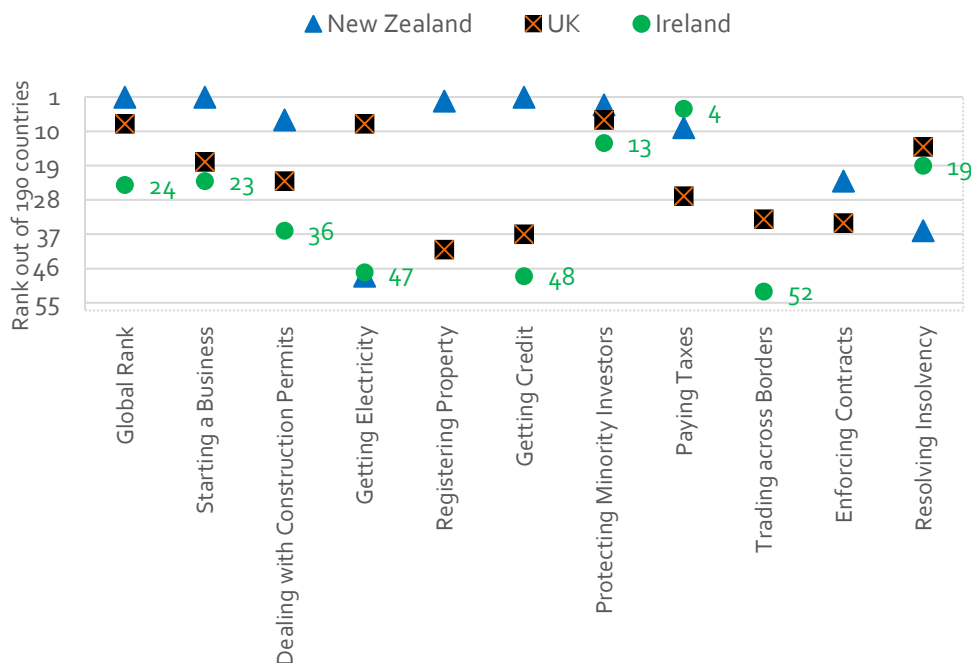 New Zealand UK Ireland
Rank out of 190 countries
1
10
19
28
37
46
55
24
23
36
47
48
13
4
52
19
Global Rank
Starting a Business
Dealing with Construction Permits
Getting Electricity
Registering Property
Getting Credit
Protecting Minority Investors
Paying Taxes
Trading across Borders
Enforcing Contracts
Resolving Insolvency